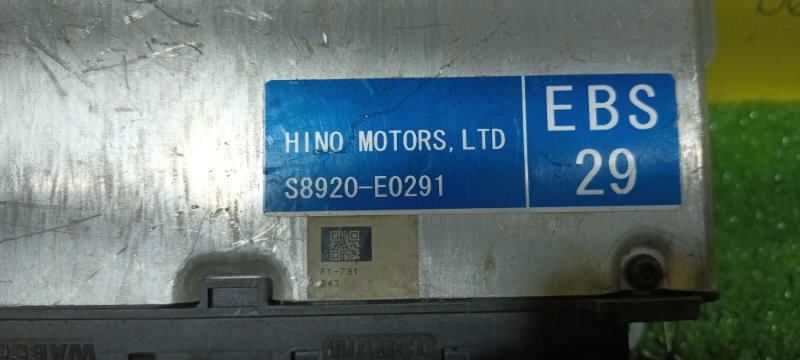 HINO MOTORS, LTD
S8920-E0291
EBS
29
F1-791
843